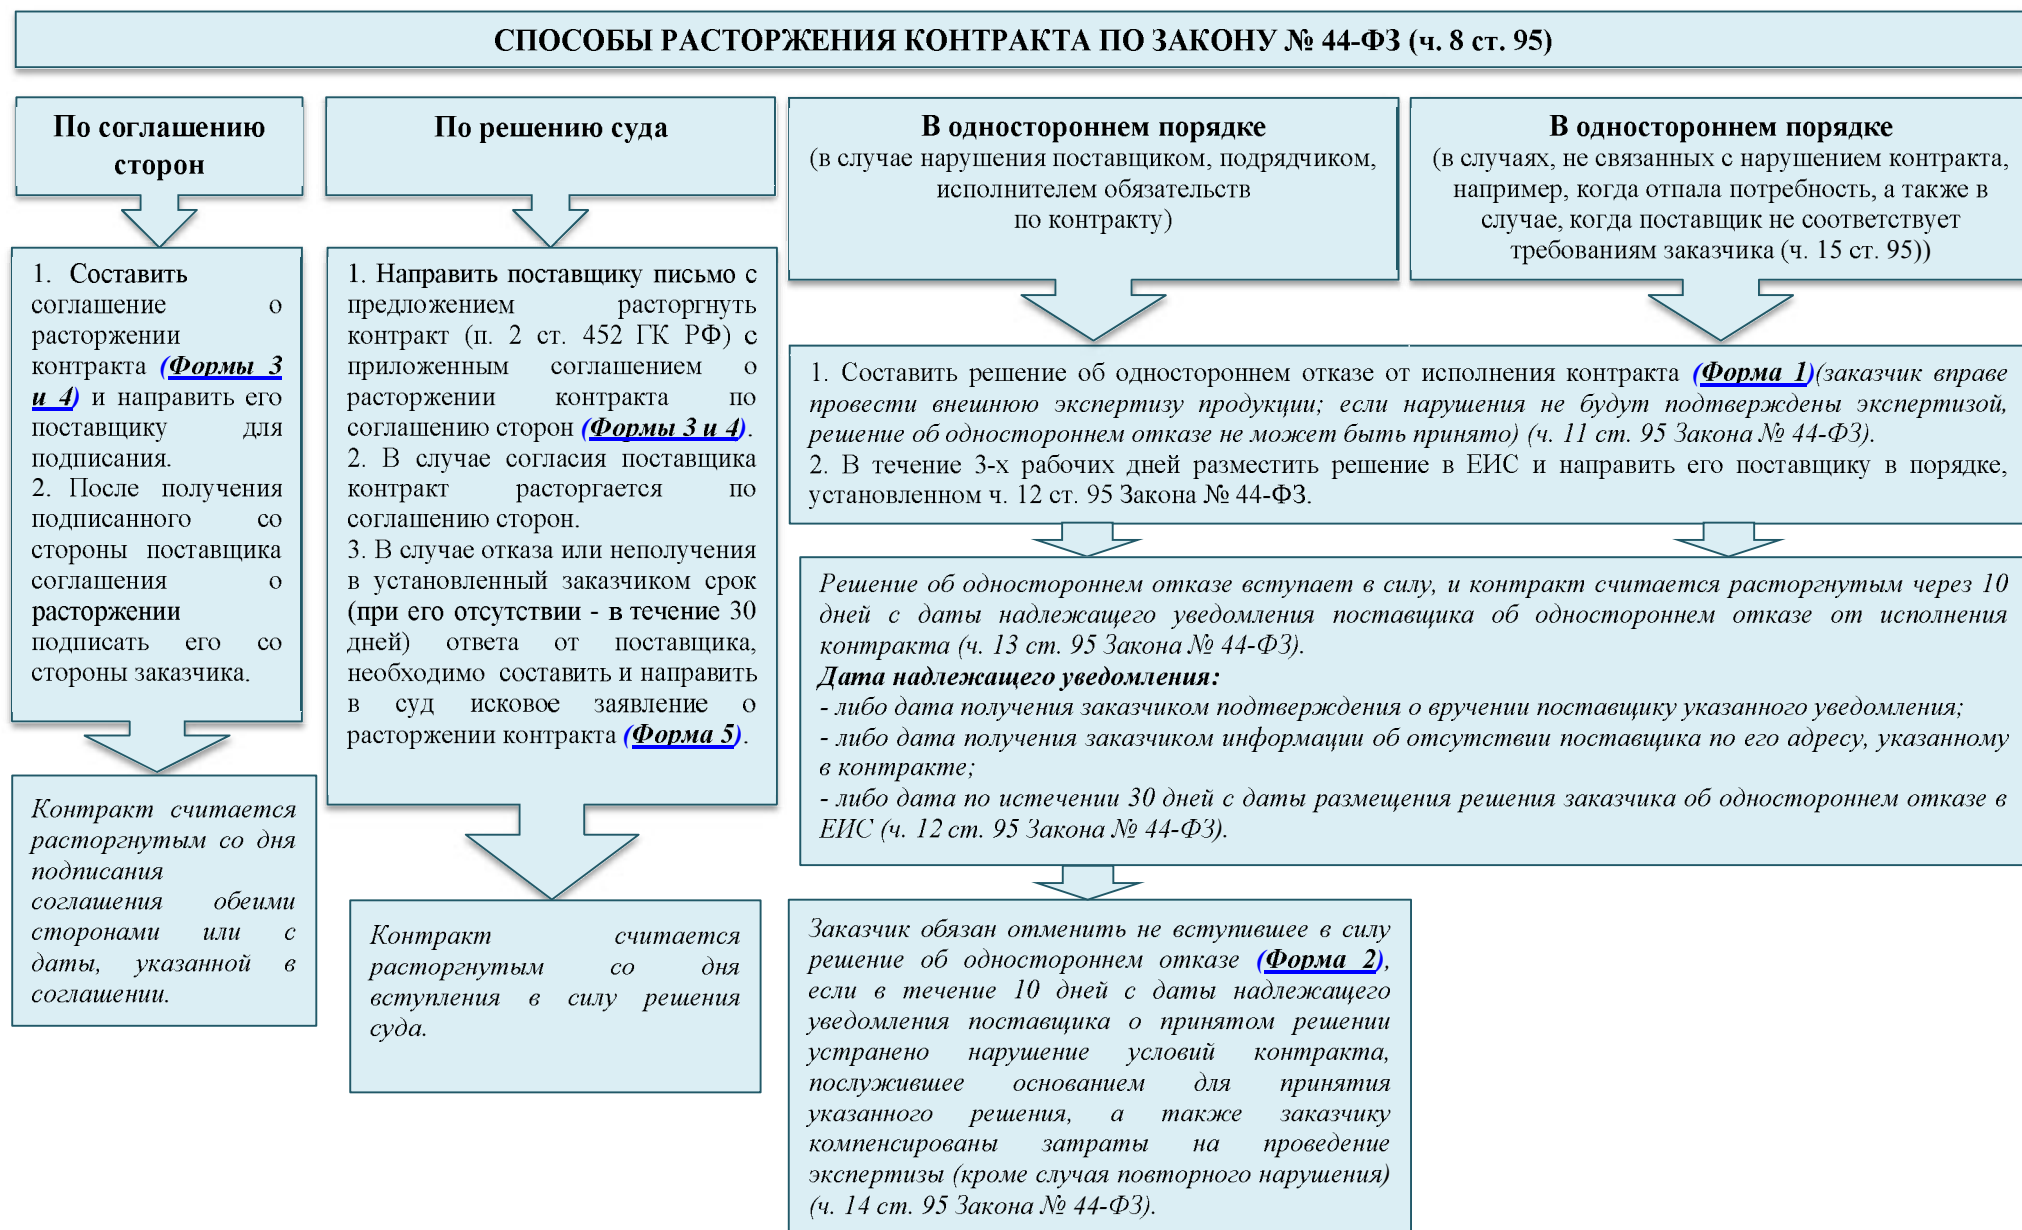 СПОСОБЫ РАСТОРЖЕНИЯ КОНТРАКТА ПО ЗАКОНУ № 44-ФЗ (ч. 8 ст. 95)
По соглашению
сторон
1. Составить
соглашение о
расторжении
контракта (Формы 3
и 4) и направить его
поставщику для
подписания.
2. После получения
подписанного со
стороны поставщика
соглашения о
расторжении
подписать его со
стороны заказчика.
Контракт считается
расторгнутым со дня
подписания
соглашения обеими
сторонами или с
даты, указанной в
соглашении.
По решению суда
1. Направить поставщику письмо с
предложением расторгнуть
контракт (п. 2 ст. 452 ГК РФ) с
приложенным соглашением о
расторжении контракта по
соглашению сторон (Формы 3 и 4).
2. В случае согласия поставщика
контракт расторгается по
соглашению сторон.
3. В случае отказа или неполучения
в установленный заказчиком срок
(при его отсутствии - в течение 30
дней) ответа от поставщика,
необходимо составить и направить
в суд исковое заявление о
расторжении контракта (Форма 5).
Контракт считается
расторгнутым со дня
вступления в силу решения
суда.
В одностороннем порядке
(в случае нарушения поставщиком, подрядчиком,
исполнителем обязательств
по контракту)
В одностороннем порядке
(в случаях, не связанных с нарушением контракта,
например, когда отпала потребность, а также в
случае, когда поставщик не соответствует
требованиям заказчика (ч. 15 ст. 95))
1. Составить решение об одностороннем отказе от исполнения контракта (Форма 1)(заказчик вправе
провести внешнюю экспертизу продукции; если нарушения не будут подтверждены экспертизой,
решение об одностороннем отказе не может быть принято) (ч. 11 ст. 95 Закона № 44-ФЗ).
2. В течение 3-х рабочих дней разместить решение в ЕИС и направить его поставщику в порядке,
установленном ч. 12 ст. 95 Закона № 44-ФЗ.
Решение об одностороннем отказе вступает в силу, и контракт считается расторгнутым через 10
дней с даты надлежащего уведомления поставщика об одностороннем отказе от исполнения
контракта (ч. 13 ст. 95 Закона № 44-ФЗ).
Дата надлежащего уведомления:
- либо дата получения заказчиком подтверждения о вручении поставщику указанного уведомления;
- либо дата получения заказчиком информации об отсутствии поставщика по его адресу, указанному
в контракте;
- либо дата по истечении 30 дней с даты размещения решения заказчика об одностороннем отказе в
ЕИС (ч. 12 ст. 95 Закона № 44-ФЗ).
Заказчик обязан отменить не вступившее в силу
решение об одностороннем отказе (Форма 2),
если в течение 10 дней с даты надлежащего
уведомления поставщика о принятом решении
устранено нарушение условий контракта,
послужившее основанием для принятия
указанного решения, а также заказчику
компенсированы затраты на проведение
экспертизы (кроме случая повторного нарушения)
(ч. 14 ст. 95 Закона № 44-ФЗ).